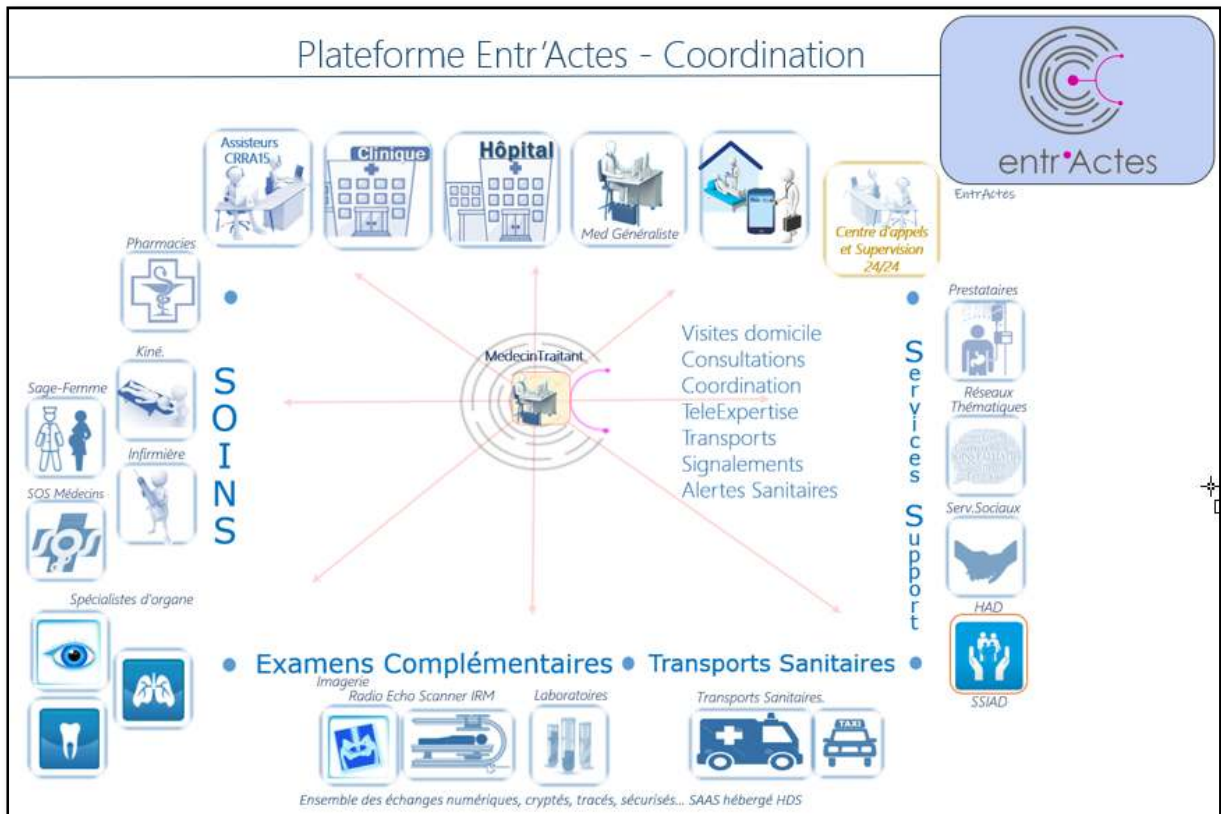 Plateforme Entr'Actes - Coordination
entr'Actes
EntrActes
Assisteurs
CRRA15
Clinique
Hôpital
Med Généraliste
Centre d'appels
et Supervision
24/24
Pharmacies
Kiné.
Sage-Femme
Infirmière
SOS Médecins
SOS
Spécialistes d'organe
SOINS
MedecinTraitant
Visites domicile
Consultations
Coordination
TeleExpertise
Transports
Signalements
Alertes Sanitaires
Services Support
Prestataires
Réseaux
Thématiques
Serv.Sociaux
HAD
SSIAD
Examens Complémentaires
Transports Sanitaires
Imagerie
Radio Echo Scanner IRM
Laboratoires
Transports Sanitaires.
TAXI
Ensemble des échanges numériques, cryptés, tracés, sécurisés... SAAS hébergé HDS